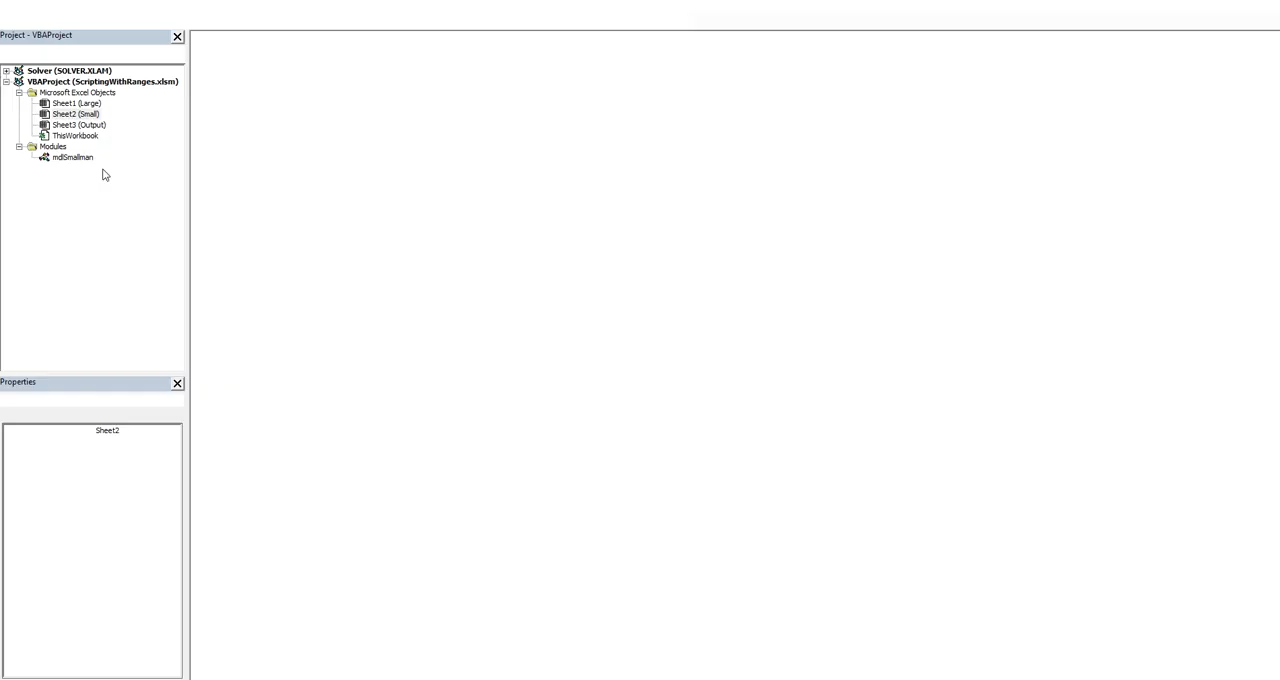 Project - VBAProject
Solver (SOLVER.XLAM)
VBAProject (ScriptingWithRanges.xlsm)
Microsoft Excel Objects
Sheet1 (Large)
Sheet2 (Small)
Sheet3 (Output)
ThisWorkbook
Modules
mdlSmallman
Properties
Sheet2